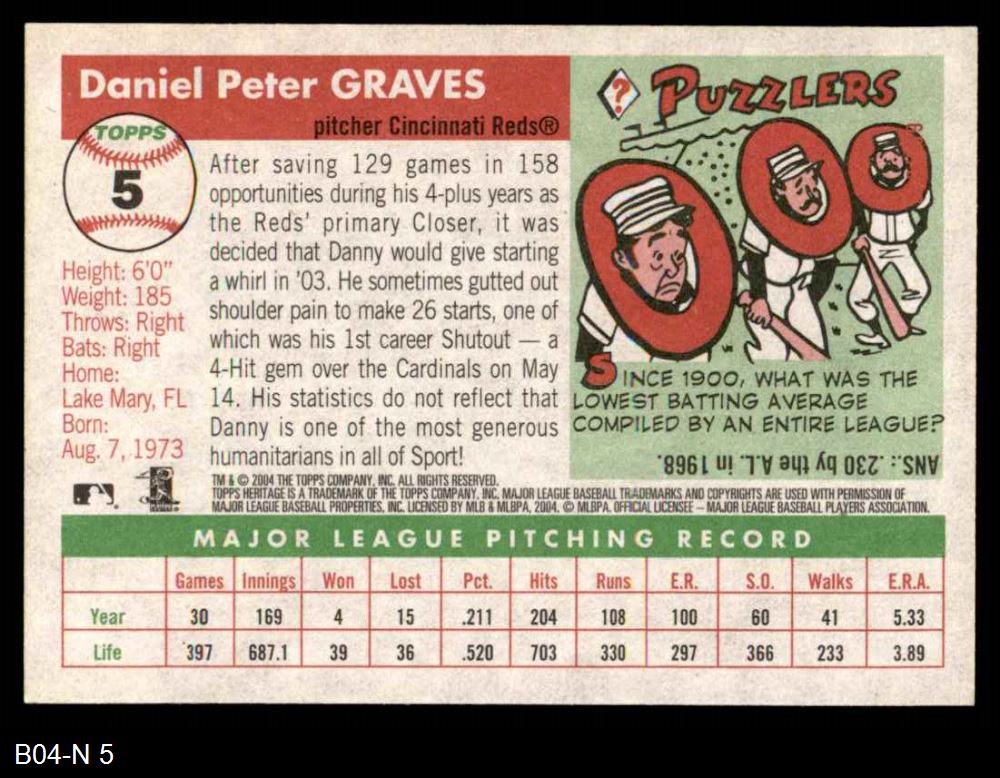 Daniel Peter GRAVES
pitcher Cincinnati Reds®
TOPPS
5
Height: 6'0"
Weight: 185
Throws: Right
Bats: Right
Home:
Lake Mary, FL
Born:
Aug. 7, 1973
After saving 129 games in 158
opportunities during his 4-plus years as
the Reds' primary Closer, it was
decided that Danny would give starting
a whirl in '03. He sometimes gutted out
shoulder pain to make 26 starts, one of
which was his 1st career Shutout — a
4-Hit gem over the Cardinals on May
14. His statistics do not reflect that
Danny is one of the most generous
humanitarians in all of Sport!
? PUZZLERS
SINCE 1900, WHAT WAS THE
LOWEST BATTING AVERAGE
COMPILED BY AN ENTIRE LEAGUE?
ANS.: .230 by the A.L. in 1968.
TM & © 2004 THE TOPPS COMPANY, INC. ALL RIGHTS RESERVED.
TOPPS HERITAGE IS A TRADEMARK OF THE TOPPS COMPANY, INC. MAJOR LEAGUE BASEBALL TRADEMARKS AND COPYRIGHTS ARE USED WITH PERMISSION OF
MAJOR LEAGUE BASEBALL PROPERTIES, INC. LICENSED BY MLB & MLBPA, 2004. © MLBPA. OFFICIAL LICENSEE – MAJOR LEAGUE BASEBALL PLAYERS ASSOCIATION.
MAJOR LEAGUE PITCHING RECORD
Games Innings Won Lost Pct. Hits Runs E.R. S.O. Walks E.R.A.
Year 30 169 4 15 .211 204 108 100 60 41 5.33
Life 397 687.1 39 36 .520 703 330 297 366 233 3.89
B04-N 5